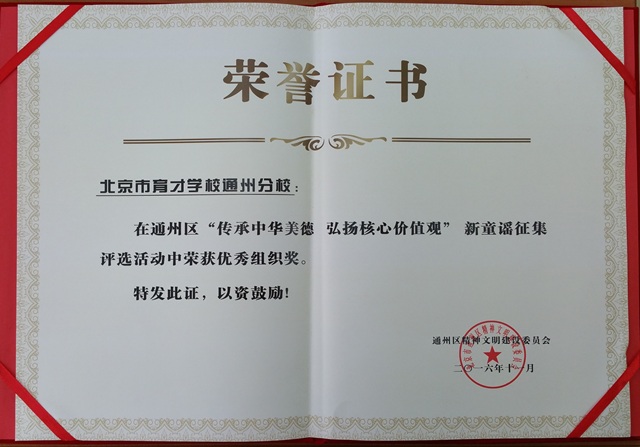 荣誉证书
北京市育才学校通州分校：
在通州区“传承中华美德 弘扬核心价值观” 新童谣征集
评选活动中荣获优秀组织奖。
特发此证，以资鼓励!
通州区精神文明建设委员会
二〇一六年十一月